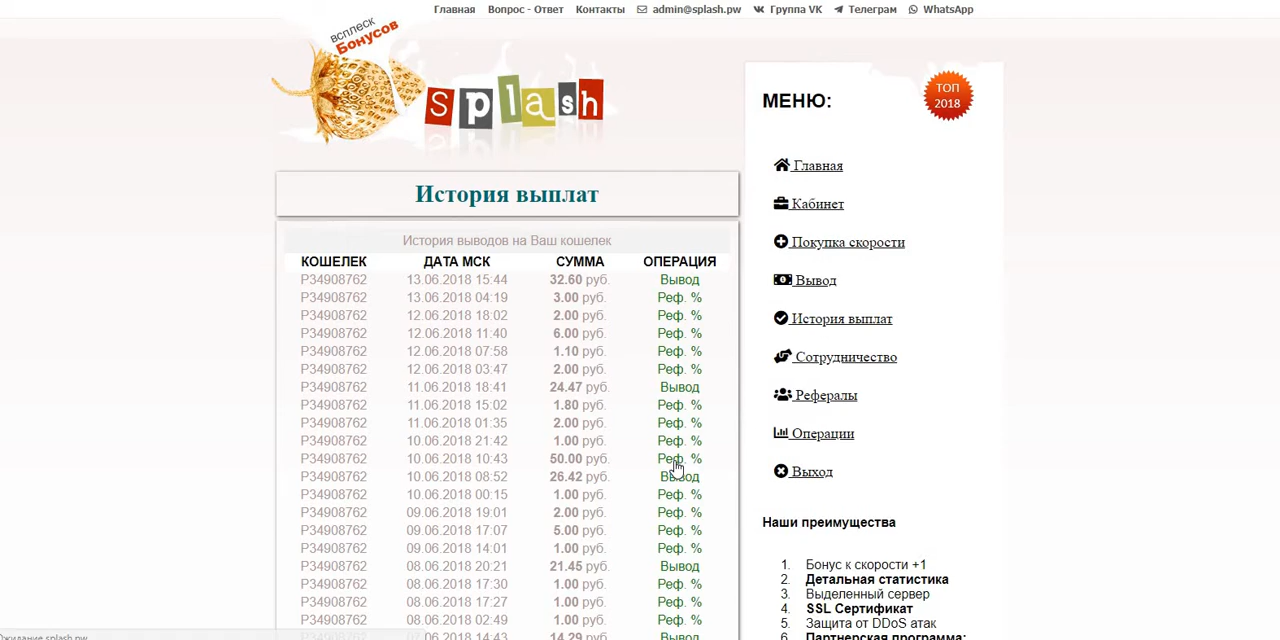 Главная Вопрос - Ответ Контакты admin@splash.pw Группа VK Телеграм WhatsApp
всплеск
Бонусов
Splash
История выплат
История выводов на Ваш кошелек
КОШЕЛЕК ДАТА МСК СУММА ОПЕРАЦИЯ
P34908762 13.06.2018 15:44 32.60 руб. Вывод
P34908762 13.06.2018 04:19 3.00 руб. Реф. %
P34908762 12.06.2018 18:02 2.00 руб. Реф. %
P34908762 12.06.2018 11:40 6.00 руб. Реф. %
P34908762 12.06.2018 07:58 1.10 руб. Реф. %
P34908762 12.06.2018 03:47 2.00 руб. Реф. %
P34908762 11.06.2018 18:41 24.47 руб. Вывод
P34908762 11.06.2018 15:02 1.80 руб. Реф. %
P34908762 11.06.2018 01:35 2.00 руб. Реф. %
P34908762 10.06.2018 21:42 1.00 руб. Реф. %
P34908762 10.06.2018 10:43 50.00 руб. Реф. %
P34908762 10.06.2018 08:52 26.42 руб. Вывод
P34908762 10.06.2018 00:15 1.00 руб. Реф. %
P34908762 09.06.2018 19:01 2.00 руб. Реф. %
P34908762 09.06.2018 17:07 5.00 руб. Реф. %
P34908762 09.06.2018 14:01 1.00 руб. Реф. %
P34908762 08.06.2018 20:21 21.45 руб. Вывод
P34908762 08.06.2018 17:30 1.00 руб. Реф. %
P34908762 08.06.2018 17:27 1.00 руб. Реф. %
P34908762 08.06.2018 02:49 1.00 руб. Реф. %
P34908762 07.06.2018 14:43 14.29 руб. Вывод
МЕНЮ:
ТОП
2018
Главная
Кабинет
Покупка скорости
Вывод
История выплат
Сотрудничество
Рефералы
Операции
Выход
Наши преимущества
1. Бонус к скорости +1
2. Детальная статистика
3. Выделенный сервер
4. SSL Сертификат
5. Защита от DDoS атак
6. Партнерская программа:
Ожидание splash.pw